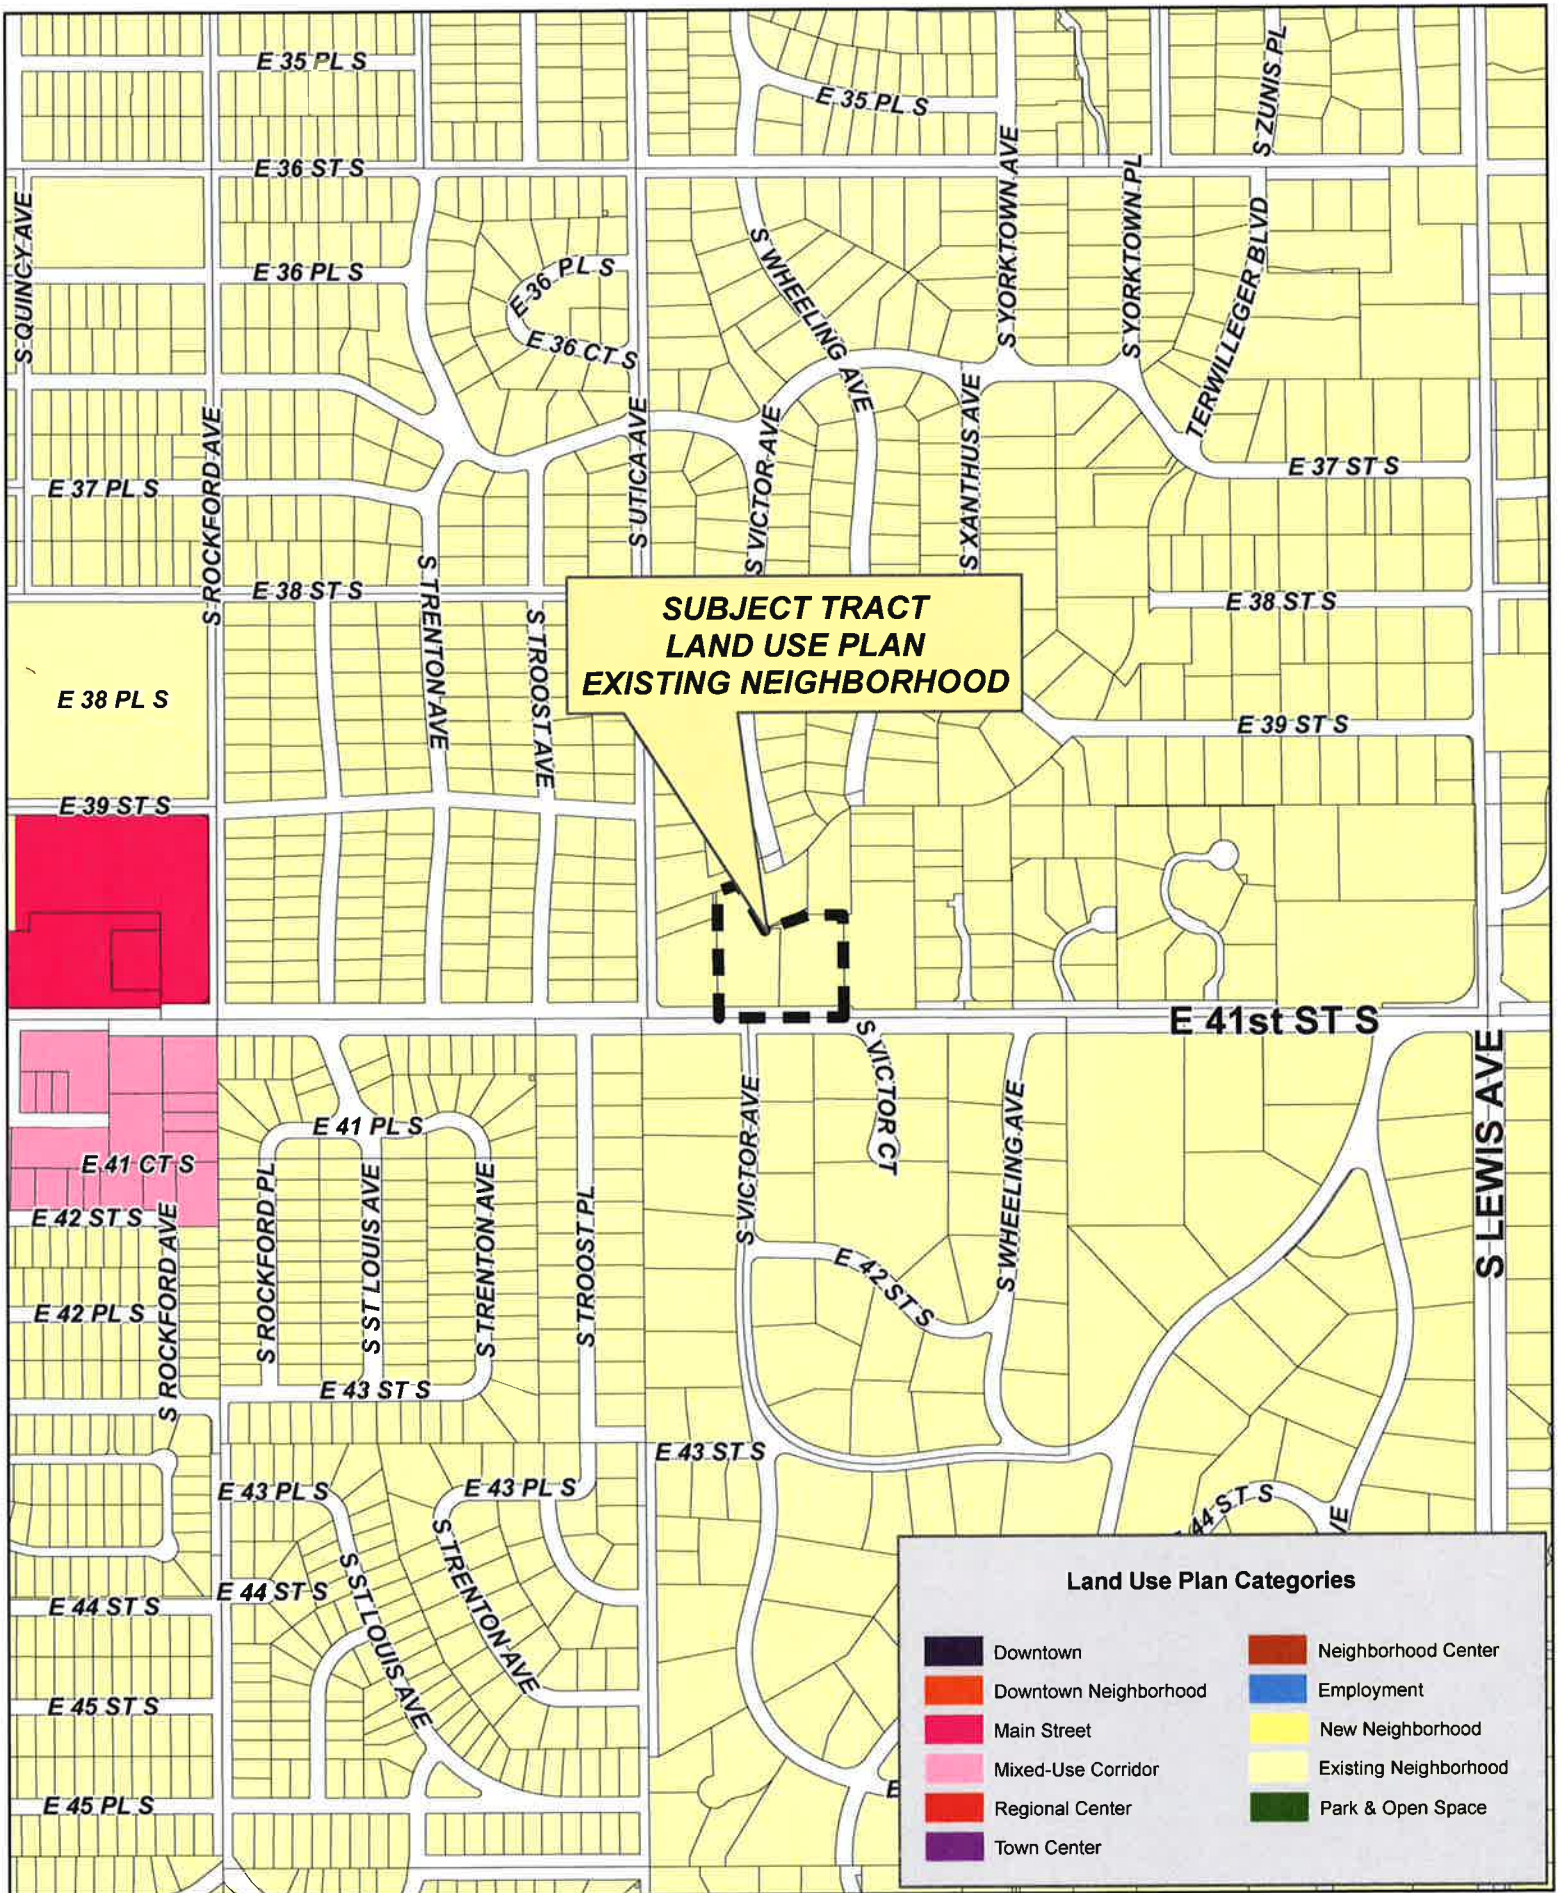 E 35 PL S
E 35 PL S
S ZUNIS PL
E 36 ST S
S YORKTOWN AVE
S YORKTOWN PL
S QUINCY AVE
E 36 PL S
E 36 PL S
S WHEELING AVE
TERWILLEGER BLVD
E 36 CT S
S ROCKFORD AVE
S UTICA AVE
S VICTOR AVE
S XANTHUS AVE
E 37 ST S
E 37 PL S
E 38 ST S
S TRENTON AVE
S TROOST AVE
SUBJECT TRACT
LAND USE PLAN
EXISTING NEIGHBORHOOD
E 38 ST S
E 38 PL S
E 39 ST S
E 39 ST S
E 41st ST S
S VICTOR CT
S LEWIS AVE
S VICTOR AVE
S WHEELING AVE
E 41 PL S
E 41 CT S
S ROCKFORD PL
S ST LOUIS AVE
S TRENTON AVE
S TROOST PL
E 42 ST S
S ROCKFORD AVE
E 42 ST S
E 42 PL S
E 43 ST S
E 43 ST S
E 43 PL S
E 43 PL S
44 ST S
VE
S TRENTON AVE
S ST LOUIS AVE
E 44 ST S
E 44 ST S
E 45 ST S
E 45 PL S
E
Land Use Plan Categories
Downtown
Downtown Neighborhood
Main Street
Mixed-Use Corridor
Regional Center
Town Center
Neighborhood Center
Employment
New Neighborhood
Existing Neighborhood
Park & Open Space